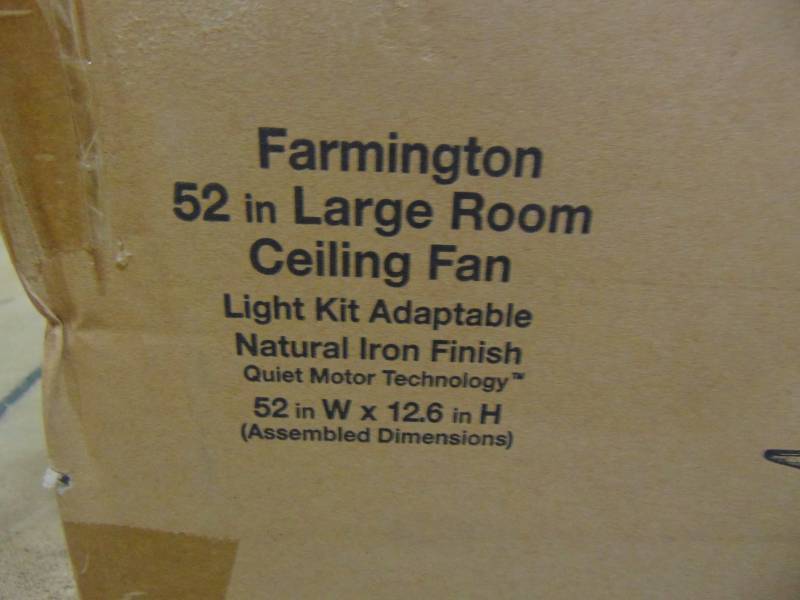 Farmington
52 in Large Room
Ceiling Fan
Light Kit Adaptable
Natural Iron Finish
Quiet Motor Technology™
52 in W x 12.6 in H
(Assembled Dimensions)